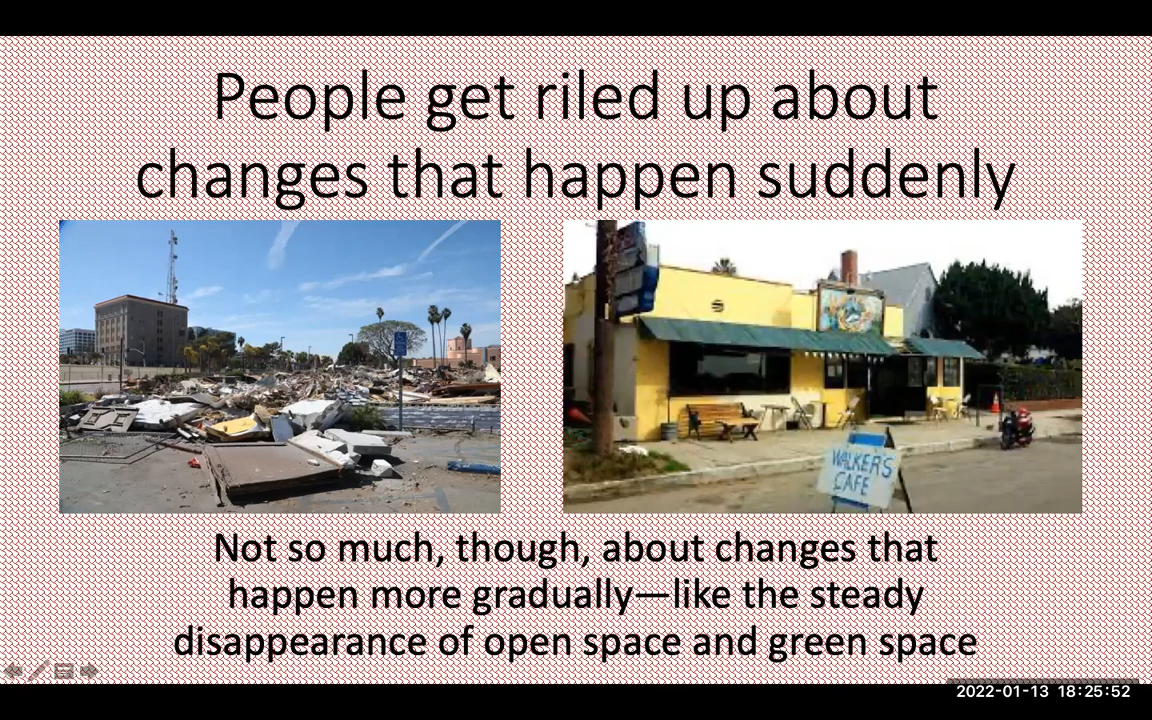 People get riled up about
changes that happen suddenly
WALKER'S
CAFE
Not so much, though, about changes that
happen more gradually—like the steady
disappearance of open space and green space
2022-01-13 18:25:52